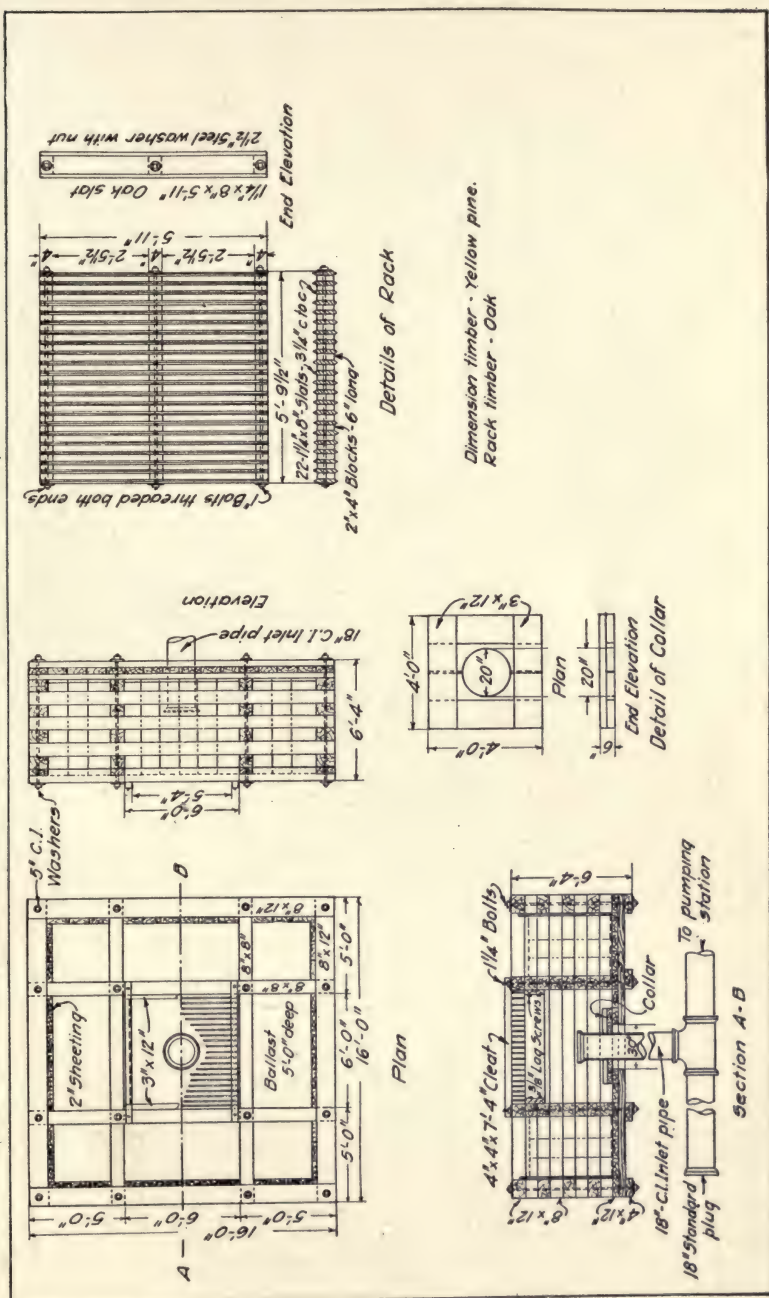 5" C.I.
Washers
A
B
16'-0"
5'-0"
6'-0"
5'-0"
2" Sheeting
3" x 12"
8" x 12"
8" x 8"
8" x 8"
8" x 12"
Ballast
5'-0" deep
5'-0"
6'-0"
5'-0"
16'-0"
Plan
6'-0"
5'-4"
18" C.I. Inlet pipe
6'-4"
Elevation
1" Bolts threaded both ends
4"
2'-5½"
4"
2'-5½"
4"
5'-11"
5'-9½"
22-1¼"x8"-Slats-3¼" c to c
2"x4" Blocks-6" long
1¼" x 8" x 5'-11" Oak slat
2½" Steel washer with nut
End Elevation
Details of Rack
4"x4"x7'-4" Cleat
1¼" Bolts
Lag Screws
8" x 12"
4" x 12"
6'-4"
30"
Collar
18"-C.I. Inlet pipe
18" Standard
plug
To pumping
station
Section A-B
4'-0"
4'-0"
20"
3" x 12"
Plan
6"
20"
End Elevation
Detail of Collar
Dimension timber - Yellow pine.
Rack timber - Oak